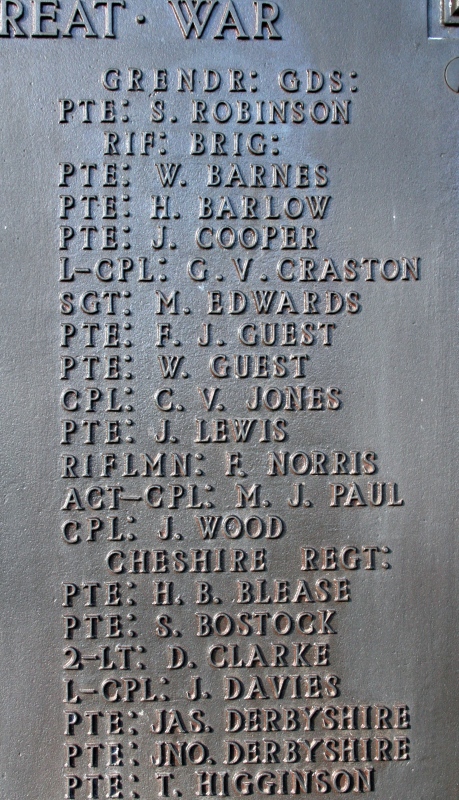 REAT · WAR
GRENDR: GDS:
PTE: S. ROBINSON
RIF: BRIG:
PTE: W. BARNES
PTE: H. BARLOW
PTE: J. COOPER
L-CPL: G. V. CRASTON
SGT: M. EDWARDS
PTE: F. J. GUEST
PTE: W. GUEST
CPL: C. V. JONES
PTE: J. LEWIS
RIFLMN: F. NORRIS
ACT-CPL: M. J. PAUL
CPL: J. WOOD
CHESHIRE REGT:
PTE: H. B. BLEASE
PTE: S. BOSTOCK
2-LT: D. CLARKE
L-CPL: J. DAVIES
PTE: JAS. DERBYSHIRE
PTE: JNO. DERBYSHIRE
PTE: T. HIGGINSON